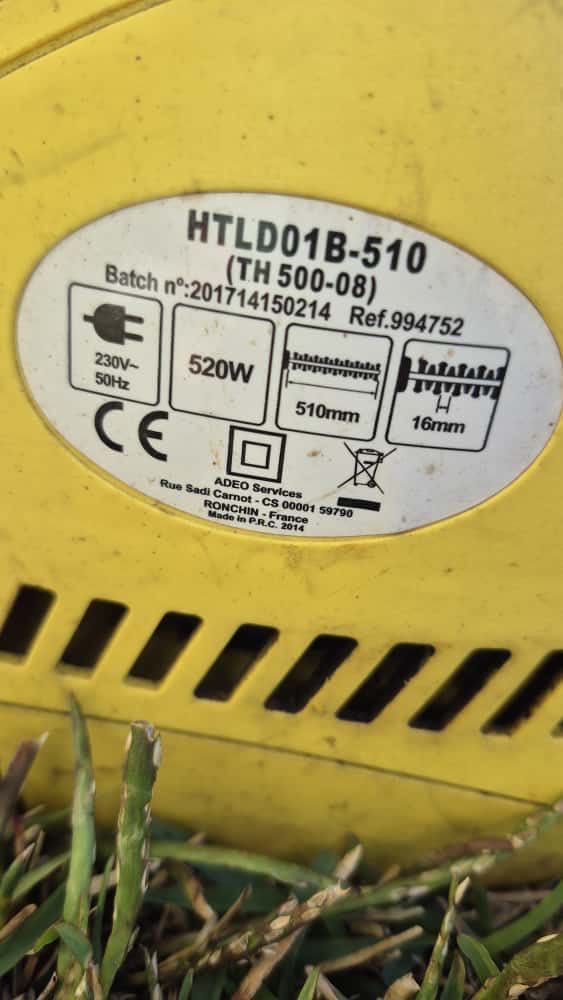 HTLD01B-510
(TH 500-08)
Batch nº:201714150214 Ref.994752
230V~
50Hz
520W
510mm
16mm
CE
ADEO Services
Rue Sadi Carnot - CS 00001 59790
RONCHIN - France
Made in P.R.C. 2014